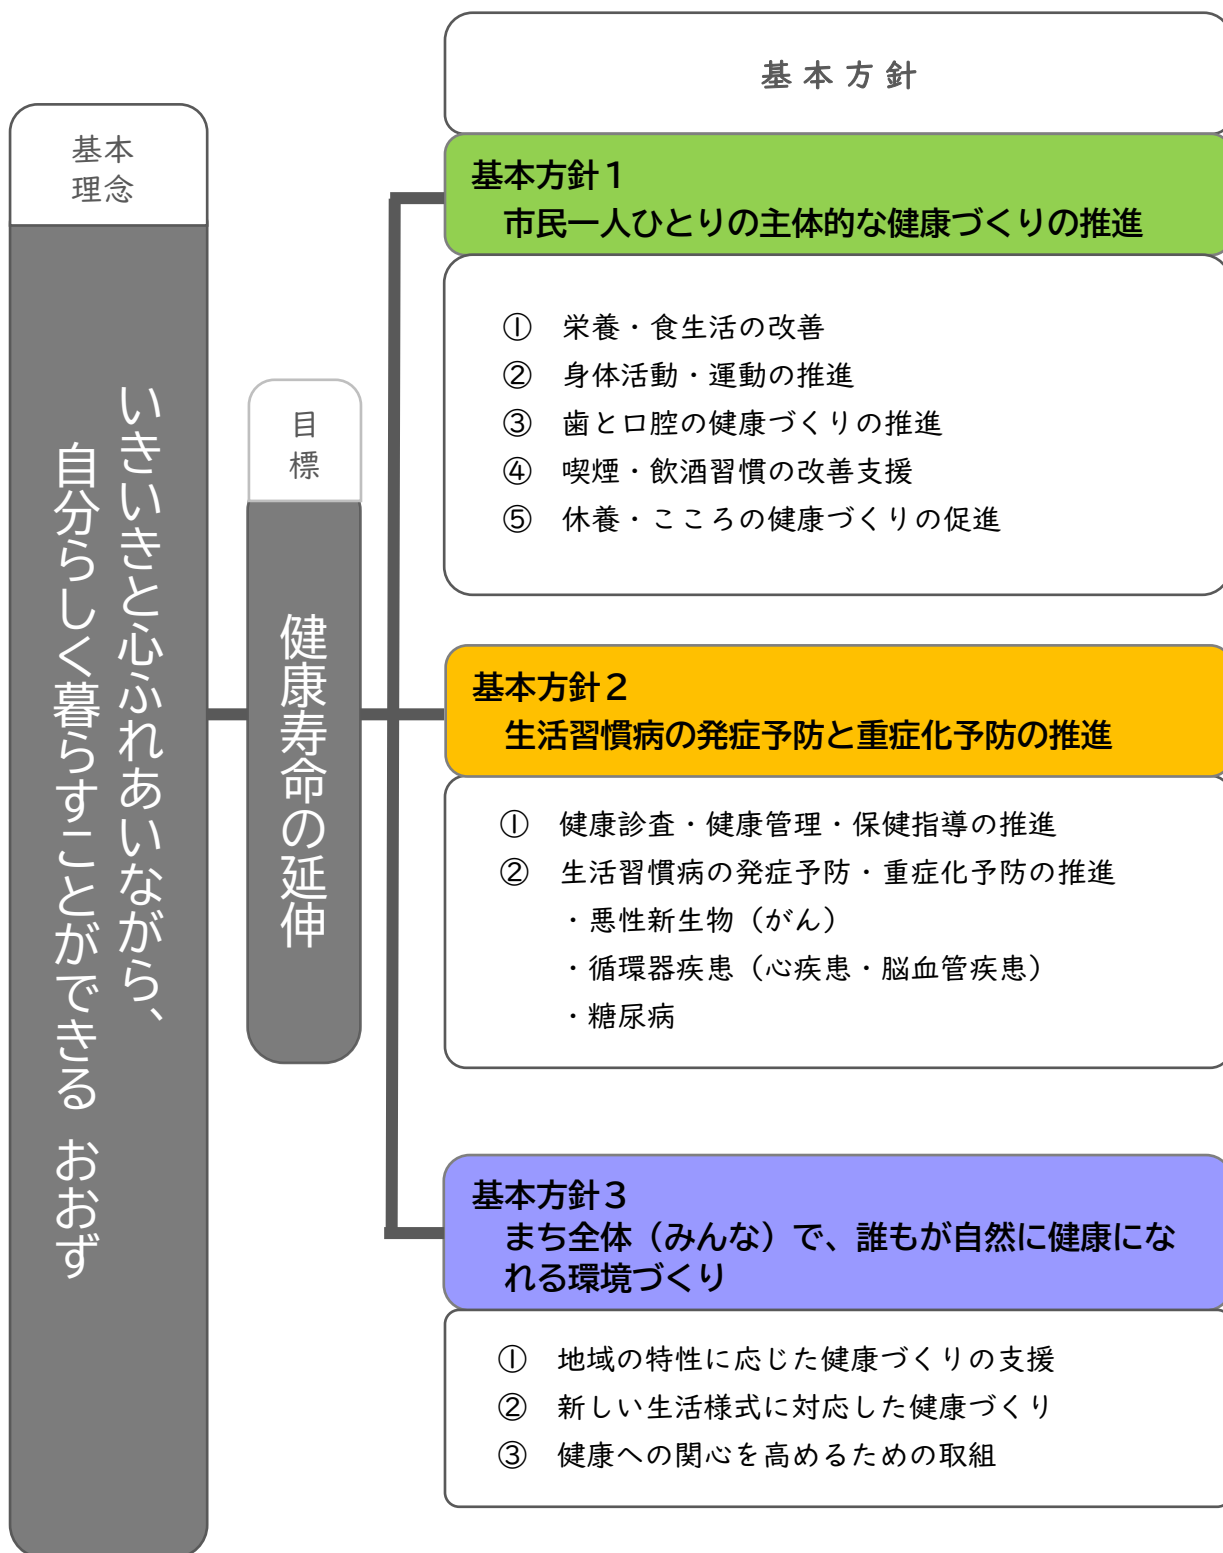 基本
理念
いきいきと心ふれあいながら、
自分らしく暮らすことができる おおず
目
標
健康寿命の延伸
基本方針
基本方針１
市民一人ひとりの主体的な健康づくりの推進
① 栄養・食生活の改善
② 身体活動・運動の推進
③ 歯と口腔の健康づくりの推進
④ 喫煙・飲酒習慣の改善支援
⑤ 休養・こころの健康づくりの促進
基本方針２
生活習慣病の発症予防と重症化予防の推進
① 健康診査・健康管理・保健指導の推進
② 生活習慣病の発症予防・重症化予防の推進
・悪性新生物（がん）
・循環器疾患（心疾患・脳血管疾患）
・糖尿病
基本方針３
まち全体（みんな）で、誰もが自然に健康にな
れる環境づくり
① 地域の特性に応じた健康づくりの支援
② 新しい生活様式に対応した健康づくり
③ 健康への関心を高めるための取組